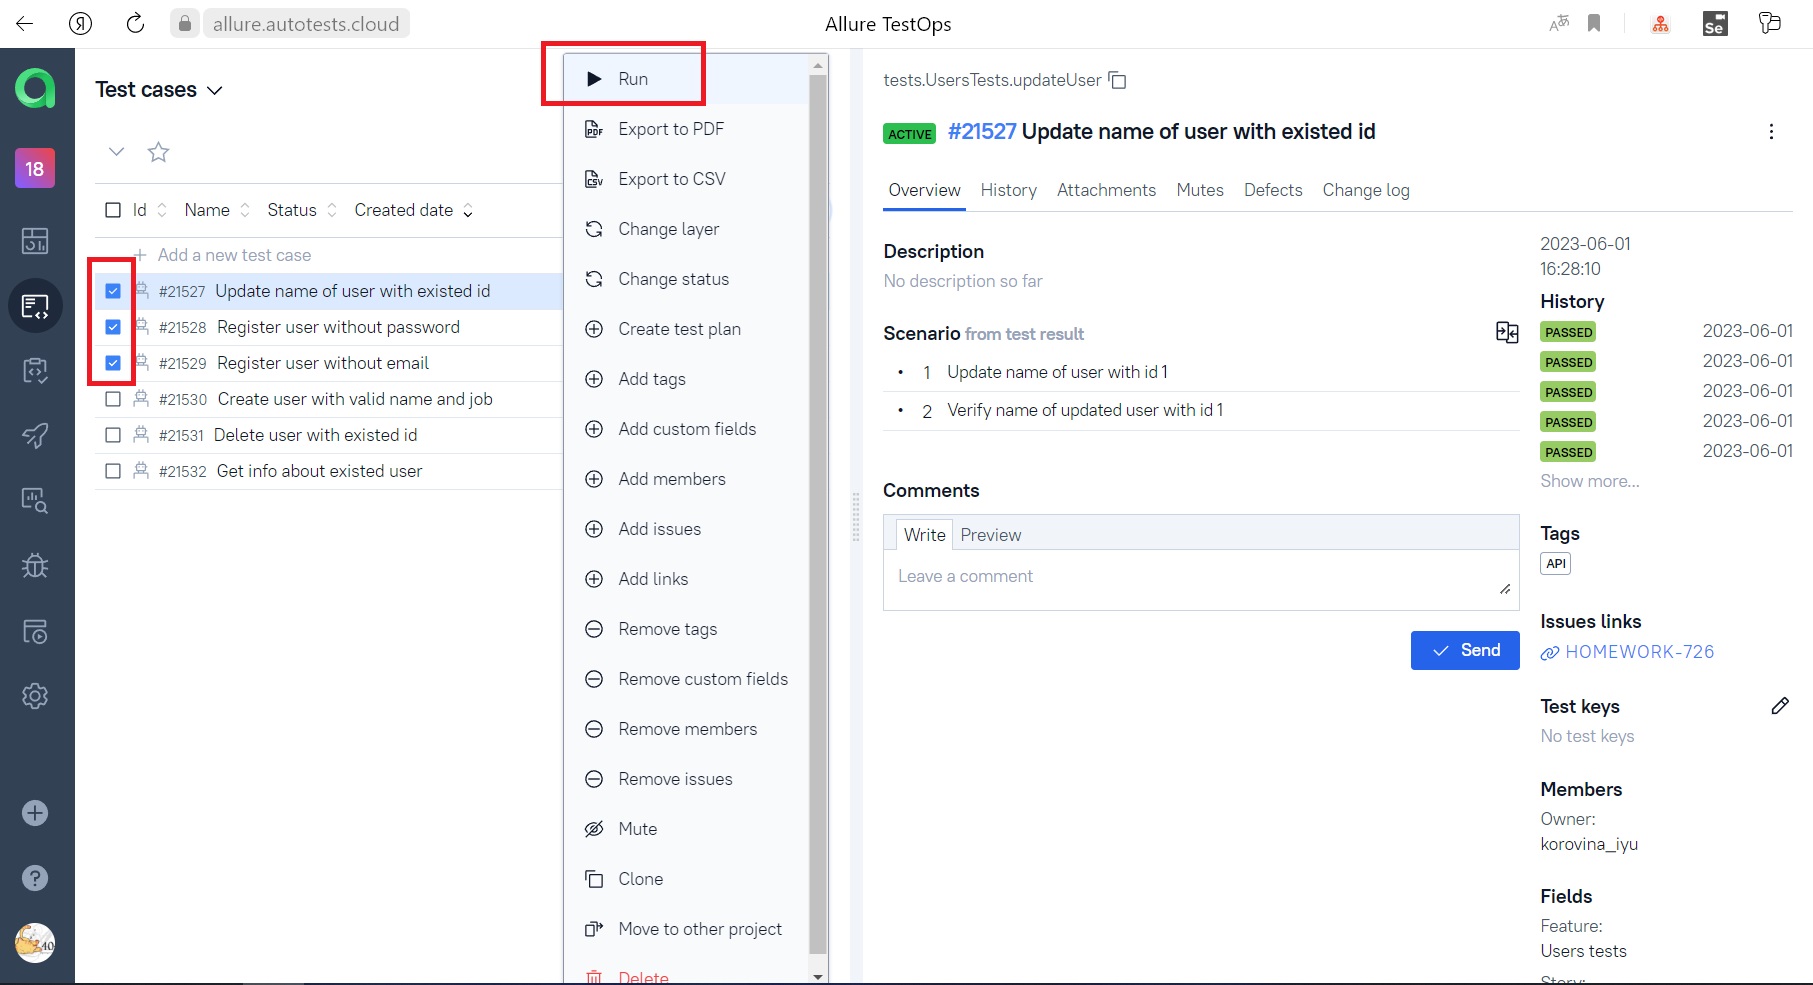 Я
allure.autotests.cloud
Allure TestOps
Se
18
Test cases
Id Name Status Created date
Add a new test case
#21527 Update name of user with existed id
#21528 Register user without password
#21529 Register user without email
#21530 Create user with valid name and job
#21531 Delete user with existed id
#21532 Get info about existed user
Run
PDF Export to PDF
CSV Export to CSV
Change layer
Change status
Create test plan
Add tags
Add custom fields
Add members
Add issues
Add links
Remove tags
Remove custom fields
Remove members
Remove issues
Mute
Clone
Move to other project
Delete
tests.UsersTests.updateUser
ACTIVE #21527 Update name of user with existed id
Overview History Attachments Mutes Defects Change log
Description
No description so far
Scenario from test result
1 Update name of user with id 1
2 Verify name of updated user with id 1
Comments
Write Preview
Leave a comment
Send
2023-06-01
16:28:10
History
PASSED 2023-06-01
PASSED 2023-06-01
PASSED 2023-06-01
PASSED 2023-06-01
PASSED 2023-06-01
Show more...
Tags
API
Issues links
HOMEWORK-726
Test keys
No test keys
Members
Owner:
korovina_iyu
Fields
Feature:
Users tests
Story: